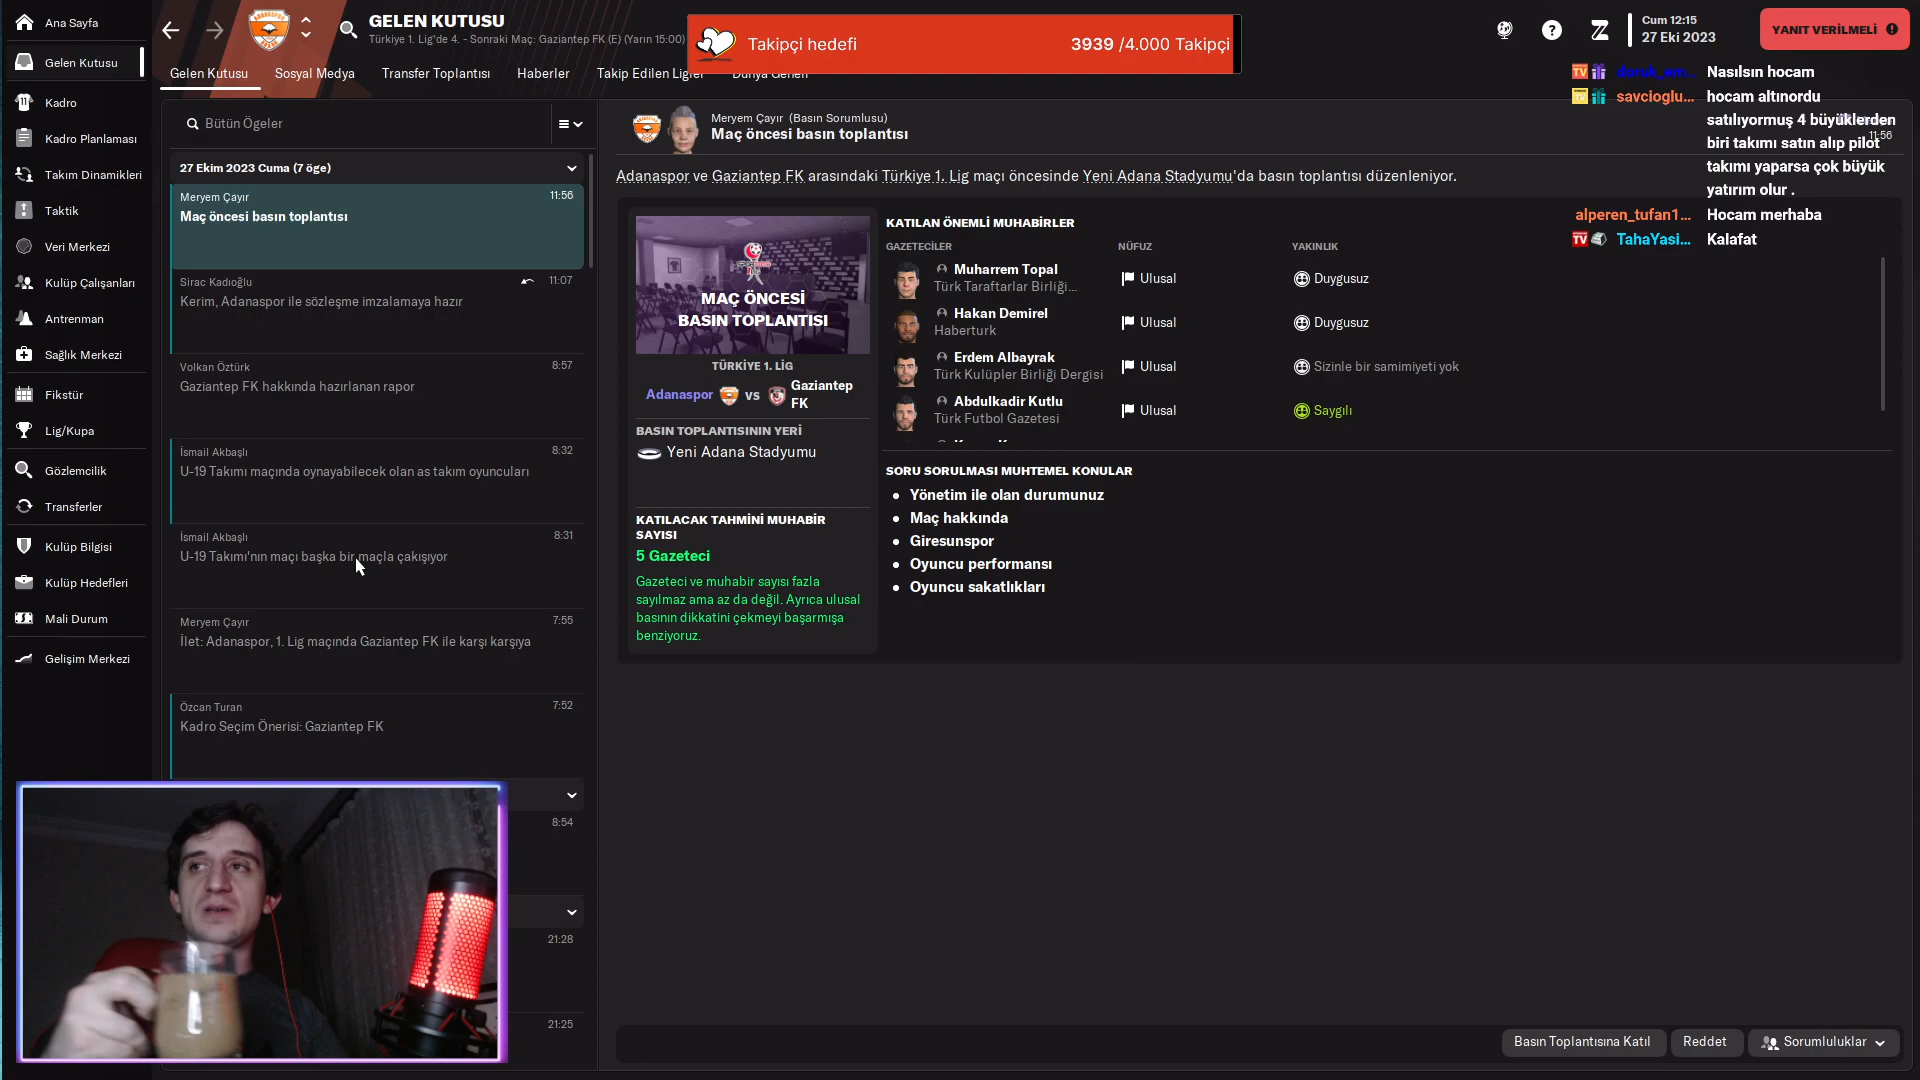 Ana Sayfa
Gelen Kutusu
Kadro
Kadro Planlaması
Takım Dinamikleri
Taktik
Veri Merkezi
Kulüp Çalışanları
Antrenman
Sağlık Merkezi
Fikstür
Lig/Kupa
Gözlemcilik
Transferler
Kulüp Bilgisi
Kulüp Hedefleri
Mali Durum
Gelişim Merkezi
GELEN KUTUSU
Türkiye 1. Lig'de 4. - Sonraki Maç: Gaziantep FK (E) (Yarın 15:00)
Takipçi hedefi
3939 /4.000 Takipçi
Cum 12:15
27 Eki 2023
YANIT VERİLMELİ
Gelen Kutusu
Sosyal Medya
Transfer Toplantısı
Haberler
Takip Edilen Ligler
Dünya Geneli
Nasılsın hocam
savcioglu... hocam altınordu
satılıyormuş 4 büyüklerden
biri takımı satın alıp pilot
takımı yaparsa çok büyük
yatırım olur .
alperen_tufan1... Hocam merhaba
TahaYasi... Kalafat
Bütün Ögeler
27 Ekim 2023 Cuma (7 öge)
Meryem Çayır 11:56
Maç öncesi basın toplantısı
Sirac Kadıoğlu 11:07
Kerim, Adanaspor ile sözleşme imzalamaya hazır
Volkan Öztürk 8:57
Gaziantep FK hakkında hazırlanan rapor
İsmail Akbaşlı 8:32
U-19 Takımı maçında oynayabilecek olan as takım oyuncuları
İsmail Akbaşlı 8:31
U-19 Takımı'nın maçı başka bir maçla çakışıyor
Meryem Çayır 7:55
İlet: Adanaspor, 1. Lig maçında Gaziantep FK ile karşı karşıya
Özcan Turan 7:52
Kadro Seçim Önerisi: Gaziantep FK
8:54
21:28
21:25
Meryem Çayır (Basın Sorumlusu)
Maç öncesi basın toplantısı
11:56
Adanaspor ve Gaziantep FK arasındaki Türkiye 1. Lig maçı öncesinde Yeni Adana Stadyumu'da basın toplantısı düzenleniyor.
MAÇ ÖNCESİ
BASIN TOPLANTISI
TÜRKİYE 1. LİG
Adanaspor vs Gaziantep
FK
BASIN TOPLANTISININ YERİ
Yeni Adana Stadyumu
KATILACAK TAHMİNİ MUHABİR
SAYISI
5 Gazeteci
Gazeteci ve muhabir sayısı fazla
sayılmaz ama az da değil. Ayrıca ulusal
basının dikkatini çekmeyi başarmışa
benziyoruz.
KATILAN ÖNEMLİ MUHABİRLER
GAZETECİLER NÜFUZ YAKINLIK
Muharrem Topal
Türk Taraftarlar Birliği...
Ulusal
Duygusuz
Hakan Demirel
Haberturk
Ulusal
Duygusuz
Erdem Albayrak
Türk Kulüpler Birliği Dergisi
Ulusal
Sizinle bir samimiyeti yok
Abdulkadir Kutlu
Türk Futbol Gazetesi
Ulusal
Saygılı
SORU SORULMASI MUHTEMEL KONULAR
• Yönetim ile olan durumunuz
• Maç hakkında
• Giresunspor
• Oyuncu performansı
• Oyuncu sakatlıkları
Basın Toplantısına Katıl
Reddet
Sorumluluklar